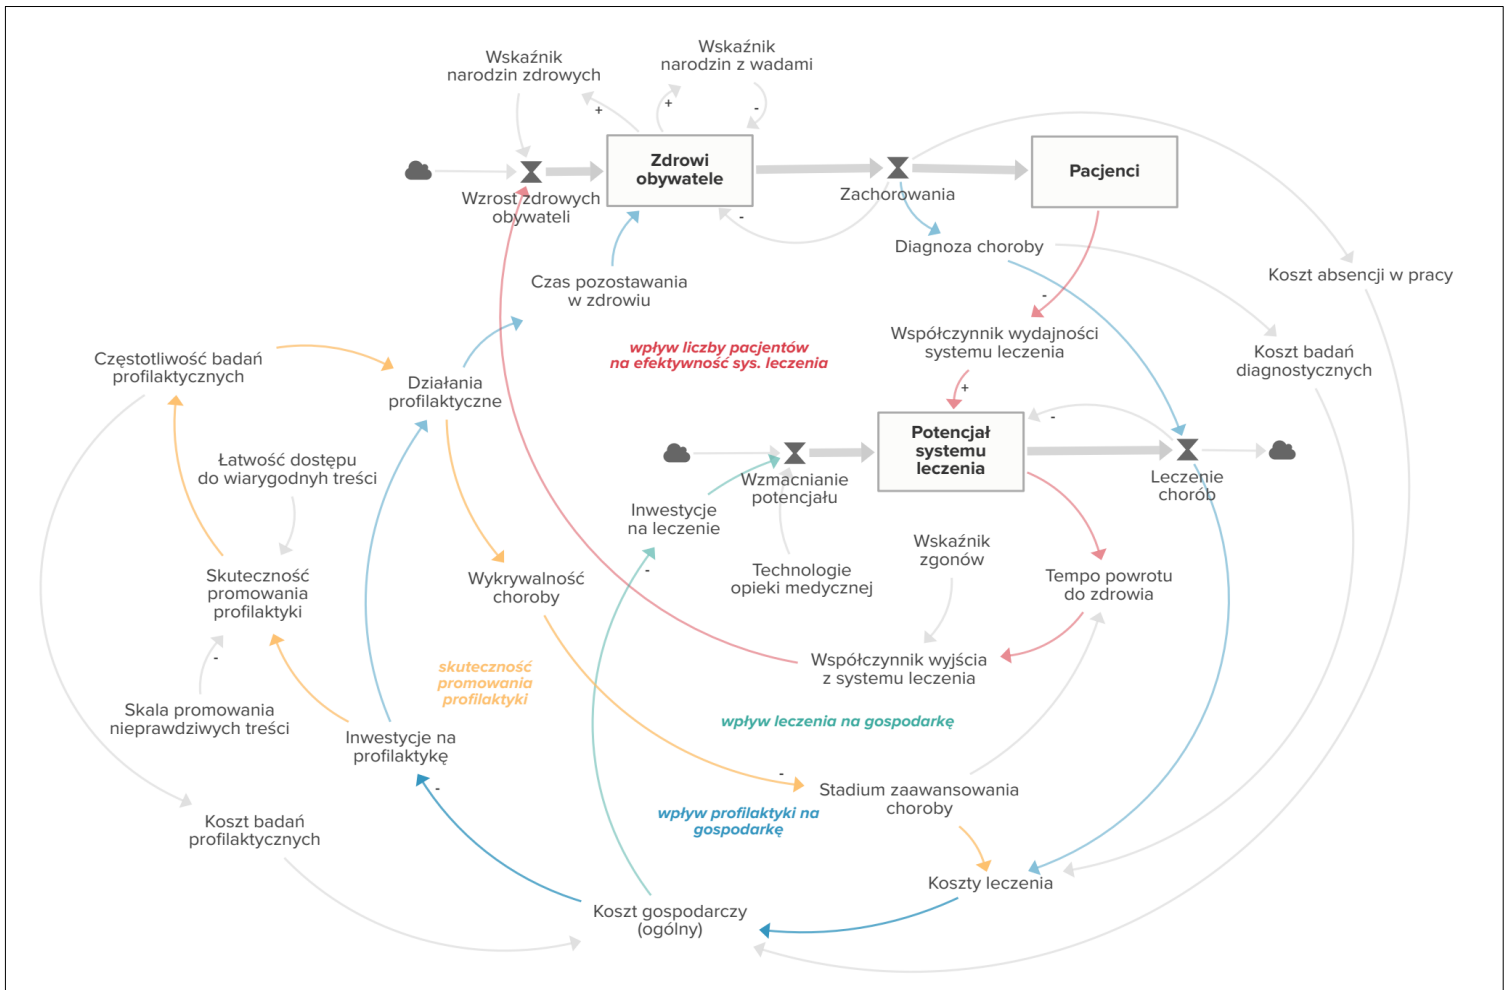 Wskaźnik
narodzin zdrowych
Wskaźnik
narodzin z wadami
+
+
-
Zdrowi
obywatele
Pacjenci
Wzrost zdrowych
obywateli
Zachorowania
-
Diagnoza choroby
Koszt absencji w pracy
Czas pozostawania
w zdrowiu
-
Współczynnik wydajności
systemu leczenia
wpływ liczby pacjentów
na efektywność sys. leczenia
Koszt badań
diagnostycznych
Częstotliwość badań
profilaktycznych
Działania
profilaktyczne
+
-
Potencjał
systemu
leczenia
Łatwość dostępu
do wiarygodnyh treści
Wzmacnianie
potencjału
Leczenie
chorób
Inwestycje
na leczenie
-
Wskaźnik
zgonów
Technologie
opieki medycznej
Tempo powrotu
do zdrowia
Skuteczność
promowania
profilaktyki
Wykrywalność
choroby
-
Współczynnik wyjścia
z systemu leczenia
skuteczność
promowania
profilaktyki
Skala promowania
nieprawdziwych treści
wpływ leczenia na gospodarkę
Inwestycje na
profilaktykę
-
-
Stadium zaawansowania
choroby
wpływ profilaktyki na
gospodarkę
Koszt badań
profilaktycznych
Koszty leczenia
Koszt gospodarczy
(ogólny)